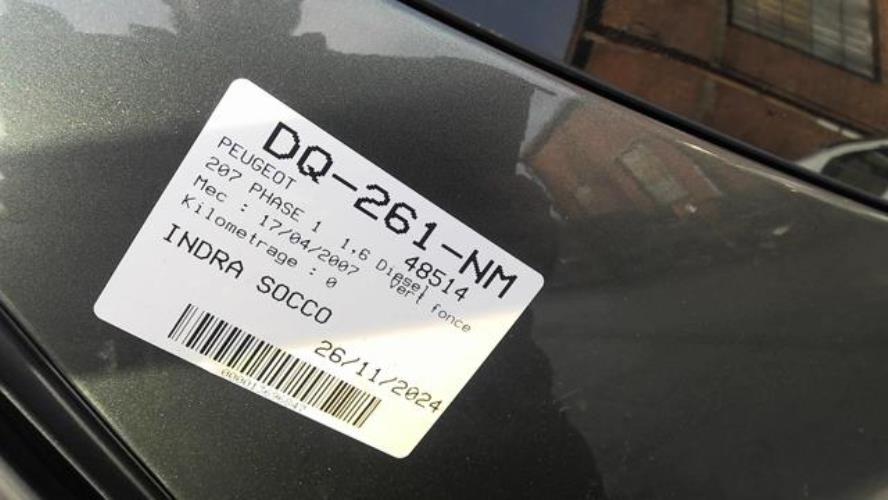 DQ-261-NM
PEUGEOT 48514
207 PHASE 1 1,6 Diesel
Mec : 17/04/2007 Vert fonce
Kilometrage : 0
INDRA SOCCO
26/11/2024